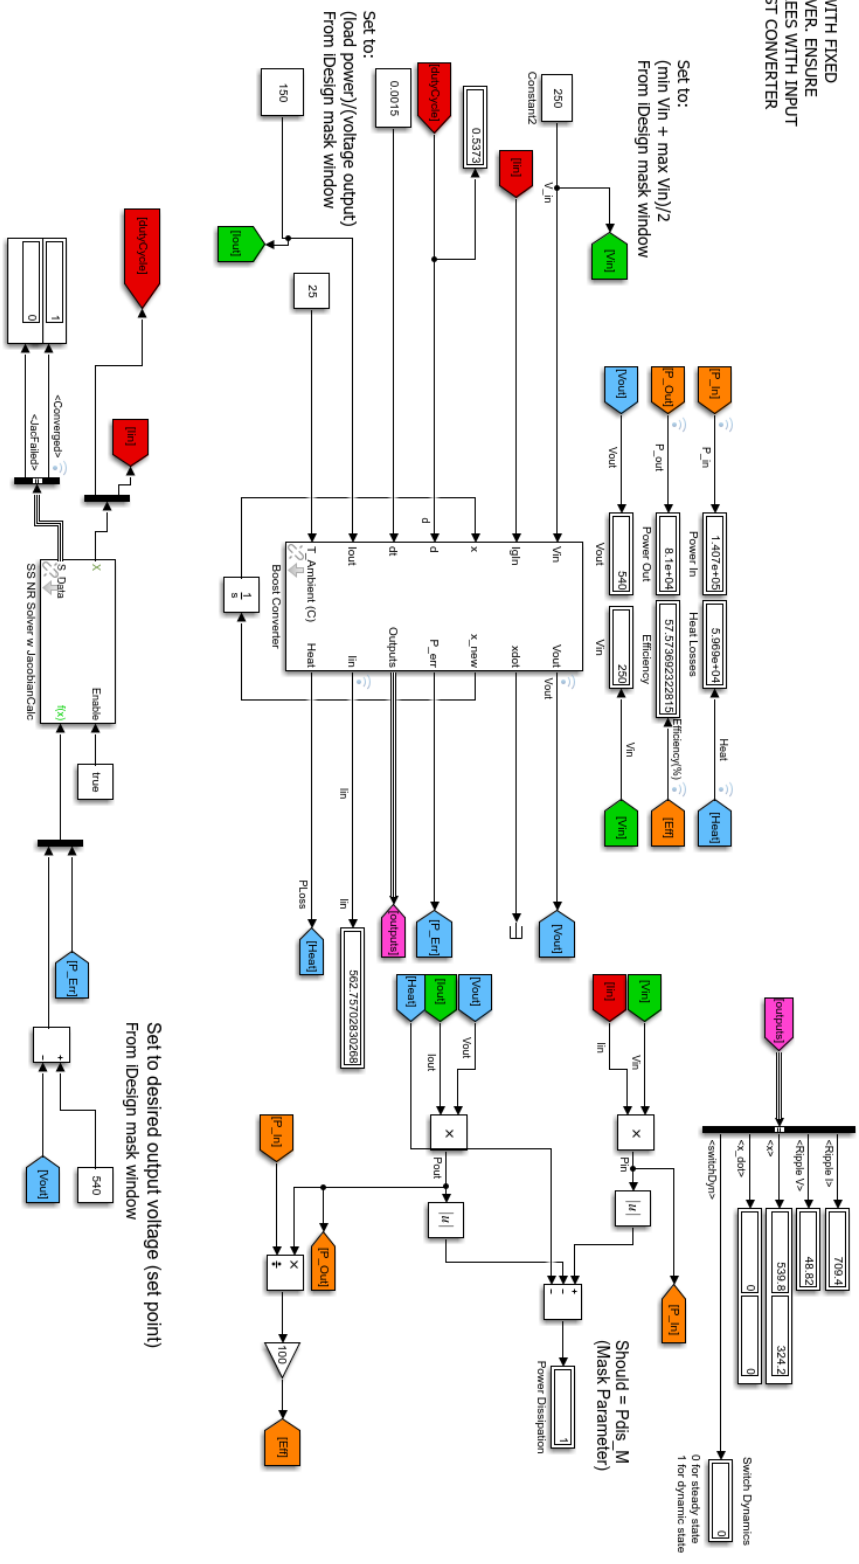 WITH FIXED
VER. ENSURE
EES WITH INPUT
ST CONVERTER
Set to:
(min Vin + max Vin)/2
From iDesign mask window
250
Constant2
V_in
[Vin]
[Iin]
0.5373
[dutyCycle]
d
0.0015
Set to:
(load power)/(voltage output)
From iDesign mask window
150
[Iout]
25
[P_In]
P_in
1.407e+05
Power In
5.969e+04
Heat Losses
Heat
[Heat]
[P_Out]
P_out
8.1e+04
Power Out
57.573692322815
Efficiency
Efficiency(%)
[Eff]
[Vout]
Vout
540
Vout
250
Vin
Vin
[Vin]
Vin
IgIn
x
d
dt
Iout
T_Ambient (C)
Vout
xdot
x_new
P_err
Outputs
Iin
Heat
Boost Converter
1
s
Vout
[Vout]
[P_Err]
[outputs]
Iin
Iin
562.75702830268
PLoss
[Heat]
[outputs]
<Ripple I>
<Ripple V>
<x>
<x_dot>
<switchDyn>
709.4
48.82
539.8
324.2
0
0
Switch Dynamics
0
0 for steady state
1 for dynamic state
[Vin]
[Iin]
Vin
Iin
×
Pin
|u|
[P_In]
[Vout]
[Iout]
[Heat]
Vout
Iout
×
Pout
|u|
[P_Out]
+
−
−
Should = Pdis_M
(Mask Parameter)
1
Power Dissipation
[P_In]
×
÷
100
[Eff]
[dutyCycle]
[Iin]
1
0
<Converged>
<JacFailed>
X
S_Data
Enable
f(x)
SS NR Solver w JacobianCalc
true
[P_Err]
+
−
540
[Vout]
Set to desired output voltage (set point)
From iDesign mask window